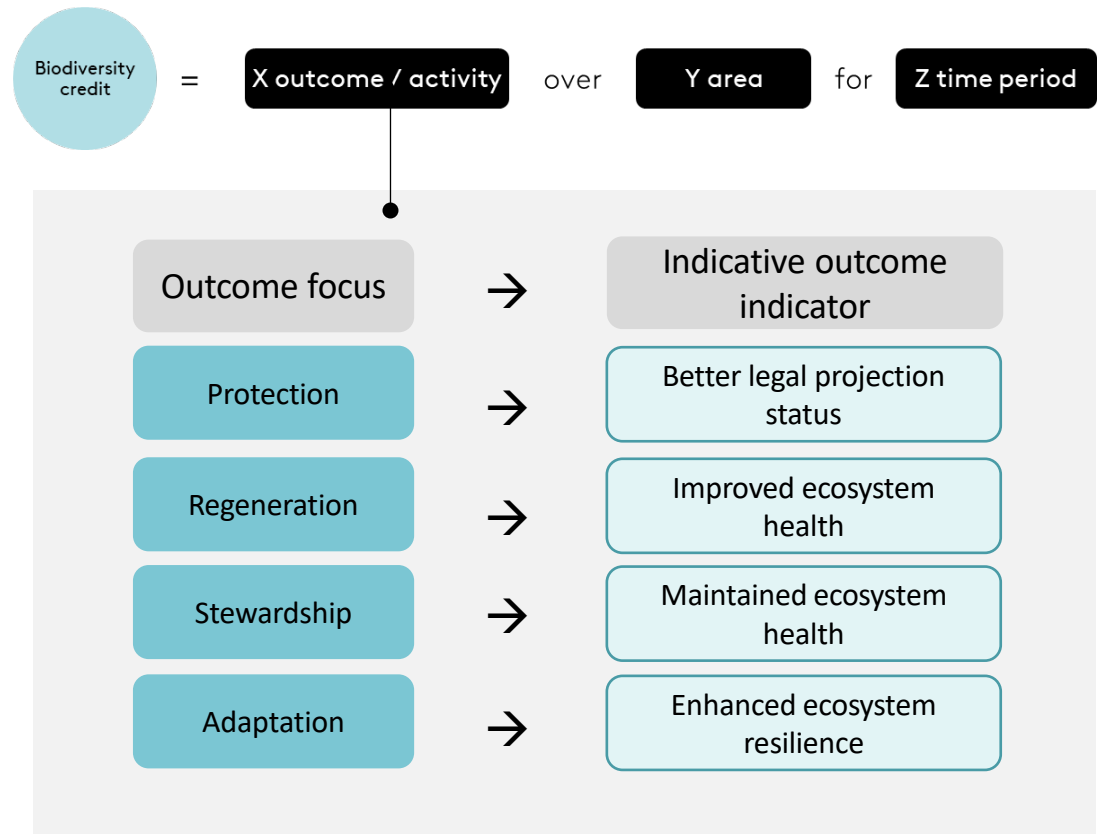 Biodiversity
credit
=
X outcome / activity
over
Y area
for
Z time period
Outcome focus
→
Indicative outcome
indicator
Protection
→
Better legal projection
status
Regeneration
→
Improved ecosystem
health
Stewardship
→
Maintained ecosystem
health
Adaptation
→
Enhanced ecosystem
resilience